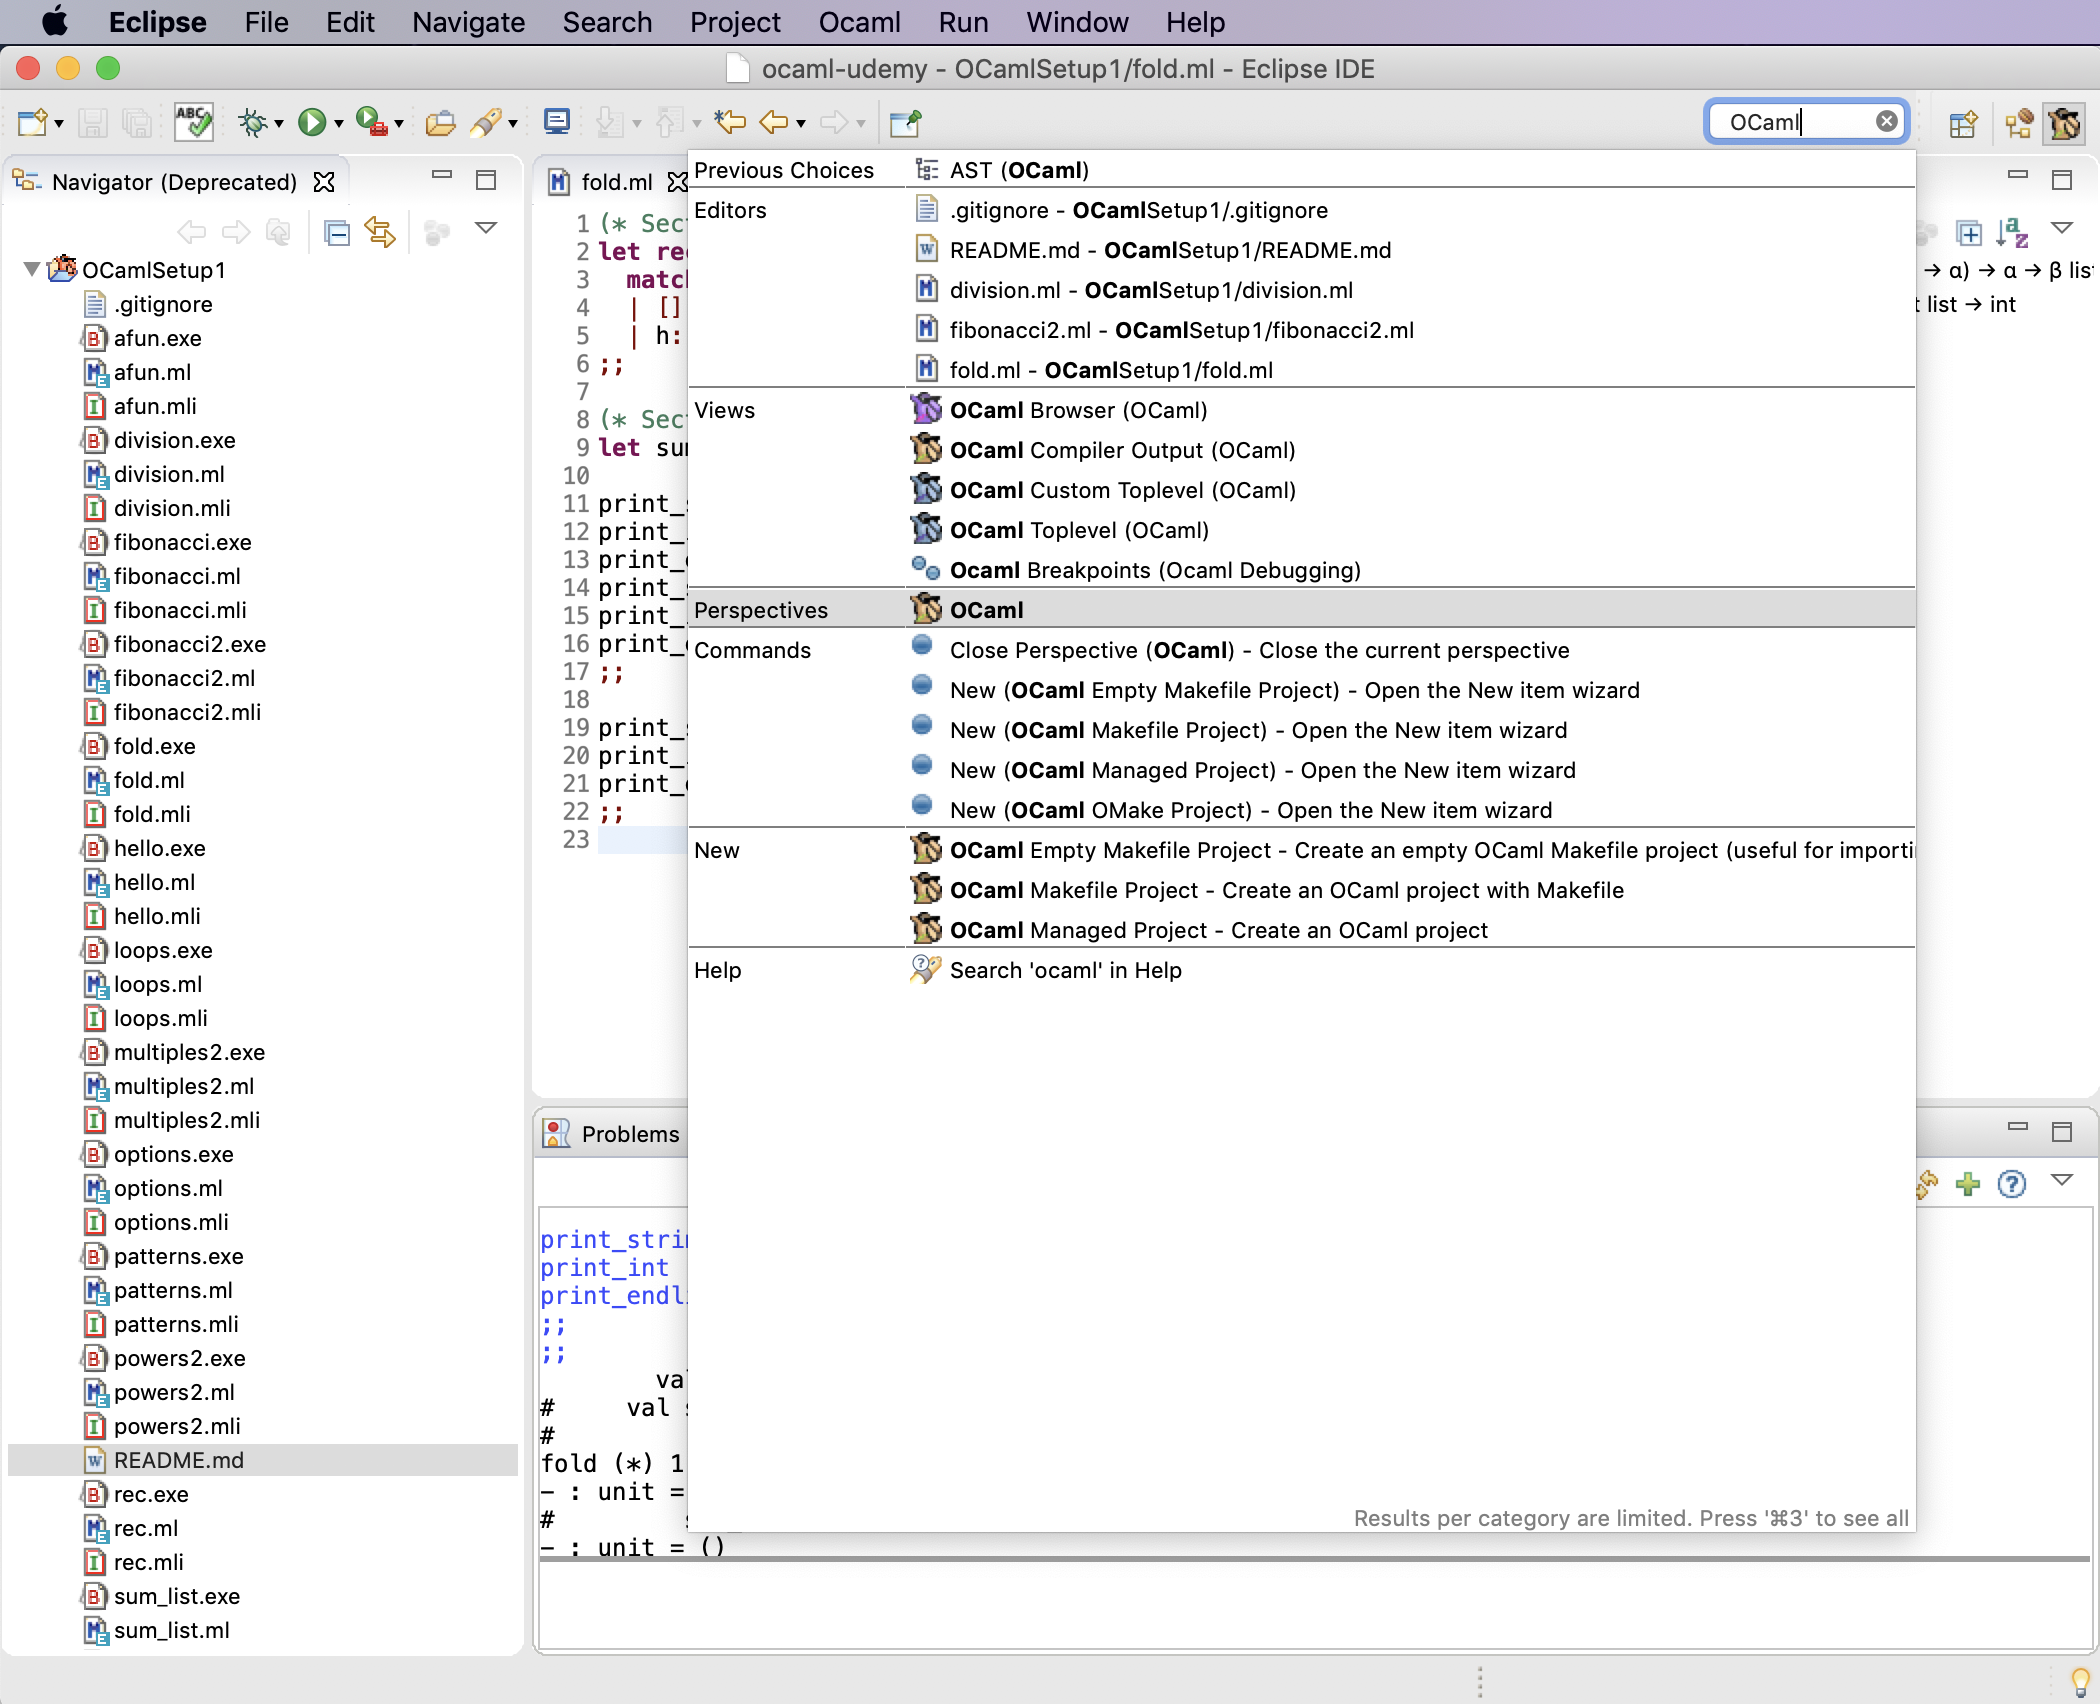 Eclipse File Edit Navigate Search Project Ocaml Run Window Help
ocaml-udemy - OCamlSetup1/fold.ml - Eclipse IDE
ABC
OCaml
Navigator (Deprecated)
OCamlSetup1
.gitignore
afun.exe
afun.ml
afun.mli
division.exe
division.ml
division.mli
fibonacci.exe
fibonacci.ml
fibonacci.mli
fibonacci2.exe
fibonacci2.ml
fibonacci2.mli
fold.exe
fold.ml
fold.mli
hello.exe
hello.ml
hello.mli
loops.exe
loops.ml
loops.mli
multiples2.exe
multiples2.ml
multiples2.mli
options.exe
options.ml
options.mli
patterns.exe
patterns.ml
patterns.mli
powers2.exe
powers2.ml
powers2.mli
README.md
rec.exe
rec.ml
rec.mli
sum_list.exe
sum_list.ml
fold.ml
1 (* Sec
2 let re
3 matc
4 | []
5 | h:
6 ;;
7
8 (* Sec
9 let su
10
11 print_
12 print_
13 print_
14 print_
15 print_
16 print_
17 ;;
18
19 print_
20 print_
21 print_
22 ;;
23
Previous Choices AST (OCaml)
Editors .gitignore - OCamlSetup1/.gitignore
README.md - OCamlSetup1/README.md
division.ml - OCamlSetup1/division.ml
fibonacci2.ml - OCamlSetup1/fibonacci2.ml
fold.ml - OCamlSetup1/fold.ml
Views OCaml Browser (OCaml)
OCaml Compiler Output (OCaml)
OCaml Custom Toplevel (OCaml)
OCaml Toplevel (OCaml)
Ocaml Breakpoints (Ocaml Debugging)
Perspectives OCaml
Commands Close Perspective (OCaml) - Close the current perspective
New (OCaml Empty Makefile Project) - Open the New item wizard
New (OCaml Makefile Project) - Open the New item wizard
New (OCaml Managed Project) - Open the New item wizard
New (OCaml OMake Project) - Open the New item wizard
New OCaml Empty Makefile Project - Create an empty OCaml Makefile project (useful for importi
OCaml Makefile Project - Create an OCaml project with Makefile
OCaml Managed Project - Create an OCaml project
Help Search 'ocaml' in Help
Results per category are limited. Press '⌘3' to see all
→ α) → α → β lis
t list → int
Problems
print_strin
print_int
print_endl
;;
;;
va
# val
#
fold (*) 1
- : unit =
#
- : unit = ()